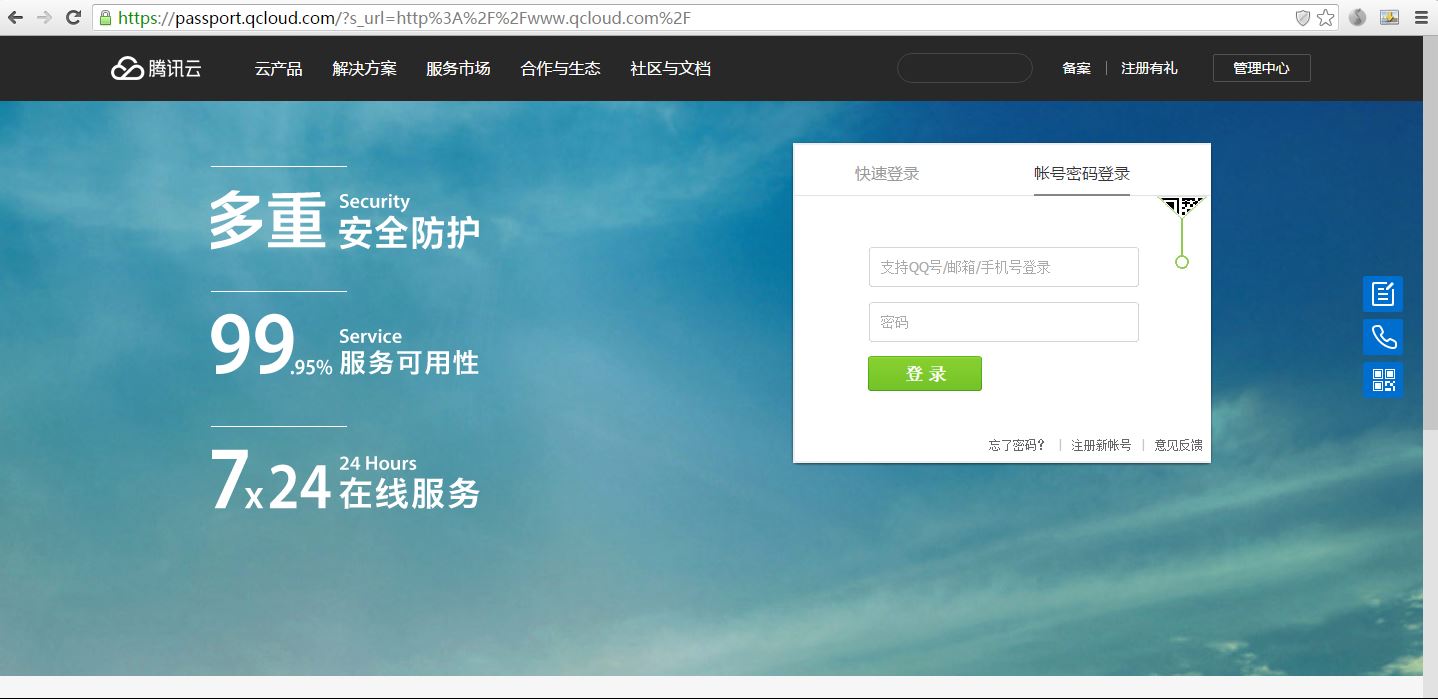 https://passport.qcloud.com/?s_url=http%3A%2F%2Fwww.qcloud.com%2F
腾讯云 云产品 解决方案 服务市场 合作与生态 社区与文档 备案 注册有礼 管理中心
多重 Security 安全防护
99.95% Service 服务可用性
7x24 24 Hours 在线服务
快速登录 帐号密码登录
支持QQ号/邮箱/手机号登录
密码
登 录
忘了密码? 注册新帐号 意见反馈